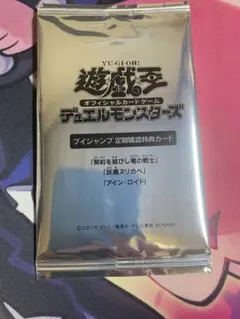 YU-GI-OH!
遊戯王
オフィシャルカードゲーム
デュエルモンスターズ
ブイジャンプ 定期購読特典カード
「契約を結びし竜の戦士」
「妖魔ヌリカベ」
「アイン・ロイド」